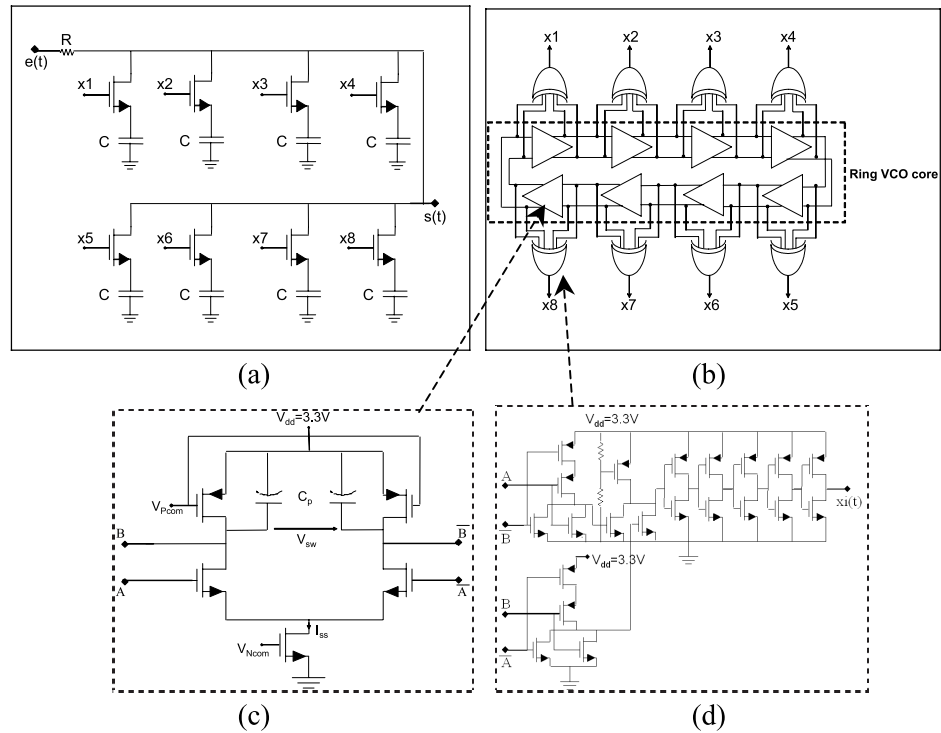 x1 x2 x3 x4
R
e(t)
x1 x2 x3 x4
C C C C
Ring VCO core
s(t)
x5 x6 x7 x8
C C C C
x8 x7 x6 x5
(a)
(b)
Vdd=3.3V
Cp
VPcom
Vsw
B
B̅
A
A̅
Iss
VNcom
Vdd=3.3V
A
B̅
xi(t)
Vdd=3.3V
B
A̅
(c)
(d)